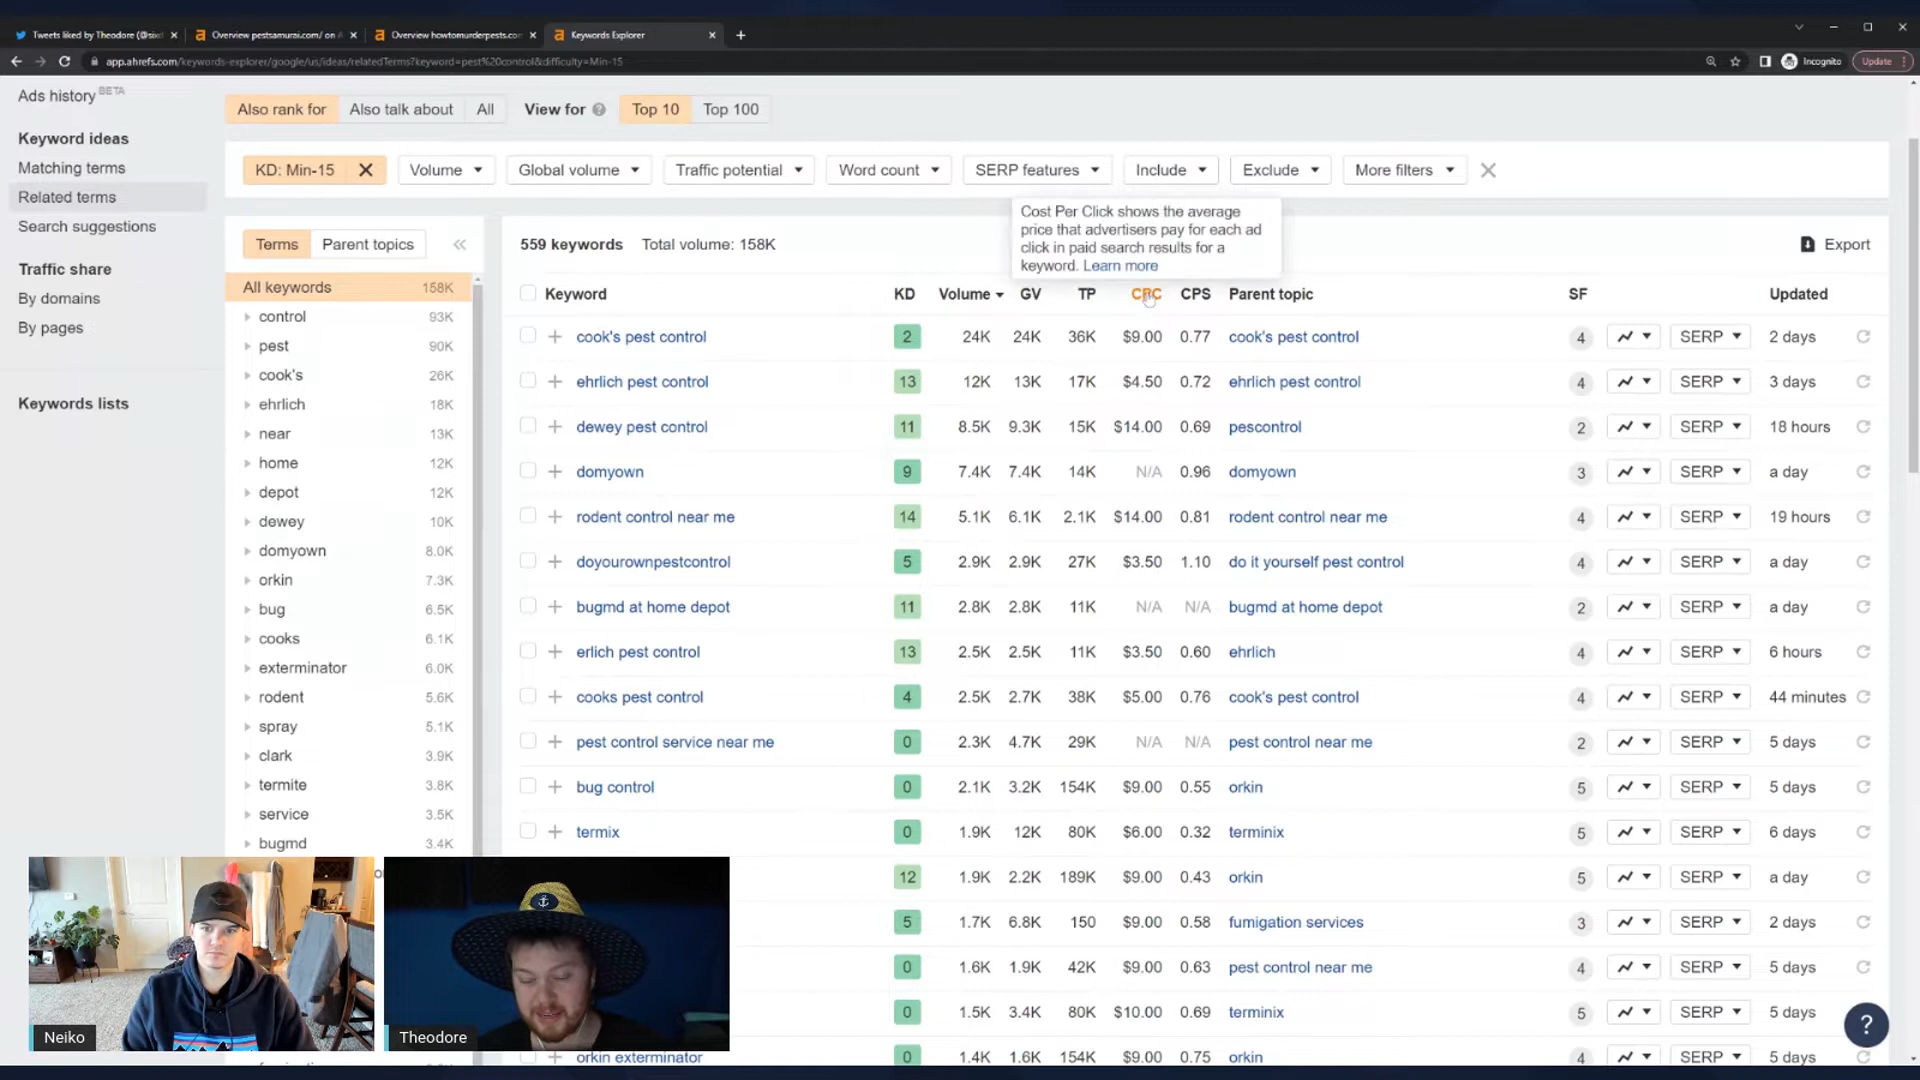 Tweets liked by Theodore (@sixd
Overview pestsamurai.com/ on A
Overview howtomurderpests.com
Keywords Explorer
app.ahrefs.com/keywords-explorer/google/us/ideas/relatedTerms?keyword=pest%20control&difficulty=Min-15
Incognito
Update
Ads history BETA
Keyword ideas
Matching terms
Related terms
Search suggestions
Traffic share
By domains
By pages
Keywords lists
Also rank for Also talk about All View for Top 10 Top 100
KD: Min-15 Volume Global volume Traffic potential Word count SERP features Include Exclude More filters
Cost Per Click shows the average
price that advertisers pay for each ad
click in paid search results for a
keyword. Learn more
Terms Parent topics
All keywords 158K
control 93K
pest 90K
cook's 26K
ehrlich 18K
near 13K
home 12K
depot 12K
dewey 10K
domyown 8.0K
orkin 7.3K
bug 6.5K
cooks 6.1K
exterminator 6.0K
rodent 5.6K
spray 5.1K
clark 3.9K
termite 3.8K
service 3.5K
bugmd 3.4K
559 keywords Total volume: 158K Export
Keyword KD Volume GV TP CPC CPS Parent topic SF Updated
cook's pest control 2 24K 24K 36K $9.00 0.77 cook's pest control 4 SERP 2 days
ehrlich pest control 13 12K 13K 17K $4.50 0.72 ehrlich pest control 4 SERP 3 days
dewey pest control 11 8.5K 9.3K 15K $14.00 0.69 pescontrol 2 SERP 18 hours
domyown 9 7.4K 7.4K 14K N/A 0.96 domyown 3 SERP a day
rodent control near me 14 5.1K 6.1K 2.1K $14.00 0.81 rodent control near me 4 SERP 19 hours
doyourownpestcontrol 5 2.9K 2.9K 27K $3.50 1.10 do it yourself pest control 4 SERP a day
bugmd at home depot 11 2.8K 2.8K 11K N/A N/A bugmd at home depot 2 SERP a day
erlich pest control 13 2.5K 2.5K 11K $3.50 0.60 ehrlich 4 SERP 6 hours
cooks pest control 4 2.5K 2.7K 38K $5.00 0.76 cook's pest control 4 SERP 44 minutes
pest control service near me 0 2.3K 4.7K 29K N/A N/A pest control near me 2 SERP 5 days
bug control 0 2.1K 3.2K 154K $9.00 0.55 orkin 5 SERP 5 days
termix 0 1.9K 12K 80K $6.00 0.32 terminix 5 SERP 6 days
12 1.9K 2.2K 189K $9.00 0.43 orkin 5 SERP a day
5 1.7K 6.8K 150 $9.00 0.58 fumigation services 3 SERP 2 days
0 1.6K 1.9K 42K $9.00 0.63 pest control near me 4 SERP 5 days
0 1.5K 3.4K 80K $10.00 0.69 terminix 5 SERP 5 days
orkin exterminator 0 1.4K 1.6K 154K $9.00 0.75 orkin 4 SERP 5 days
?
Neiko
Theodore